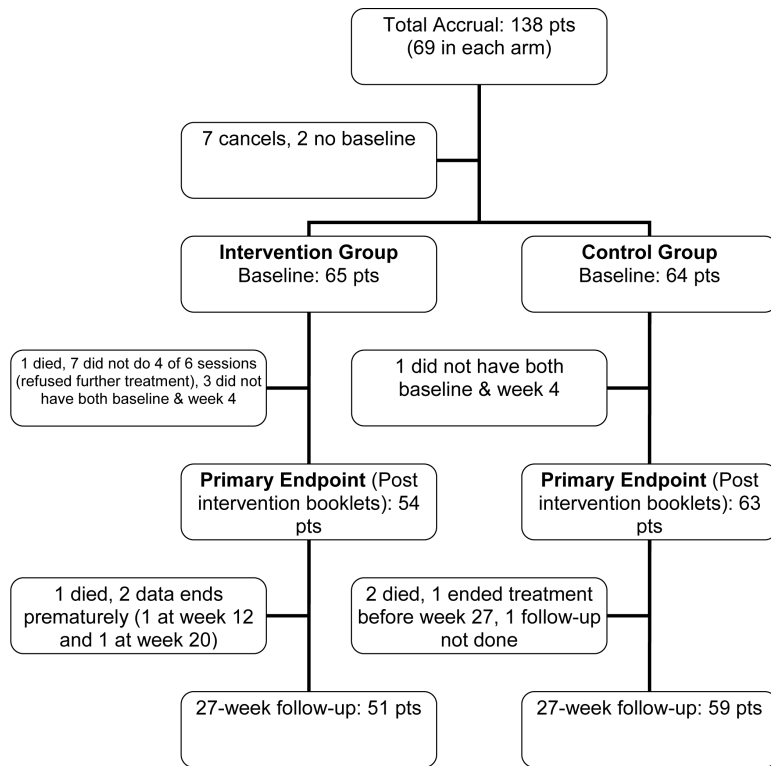 Total Accrual: 138 pts
(69 in each arm)
7 cancels, 2 no baseline
Intervention Group
Baseline: 65 pts
Control Group
Baseline: 64 pts
1 died, 7 did not do 4 of 6 sessions
(refused further treatment), 3 did not
have both baseline & week 4
1 did not have both
baseline & week 4
Primary Endpoint (Post
intervention booklets): 54
pts
Primary Endpoint (Post
intervention booklets): 63
pts
1 died, 2 data ends
prematurely (1 at week 12
and 1 at week 20)
2 died, 1 ended treatment
before week 27, 1 follow-up
not done
27-week follow-up: 51 pts
27-week follow-up: 59 pts